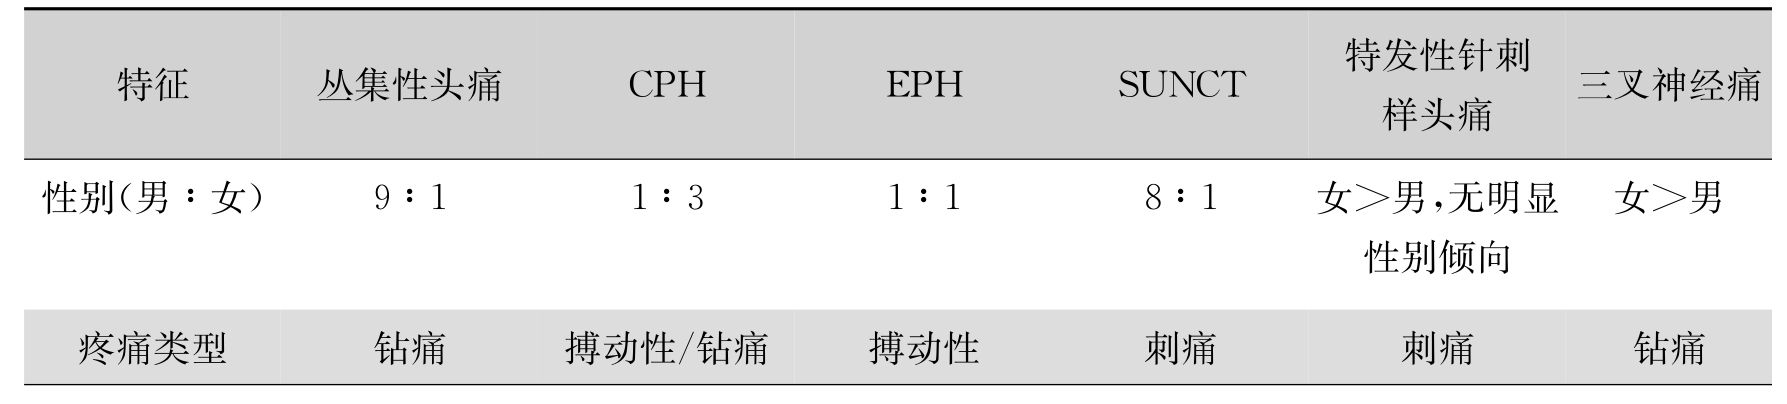 特征 丛集性头痛 CPH EPH SUNCT 特发性针刺样头痛 三叉神经痛
性别(男：女) 9：1 1：3 1：1 8：1 女>男,无明显性别倾向 女>男
疼痛类型 钻痛 搏动性/钻痛 搏动性 刺痛 刺痛 钻痛